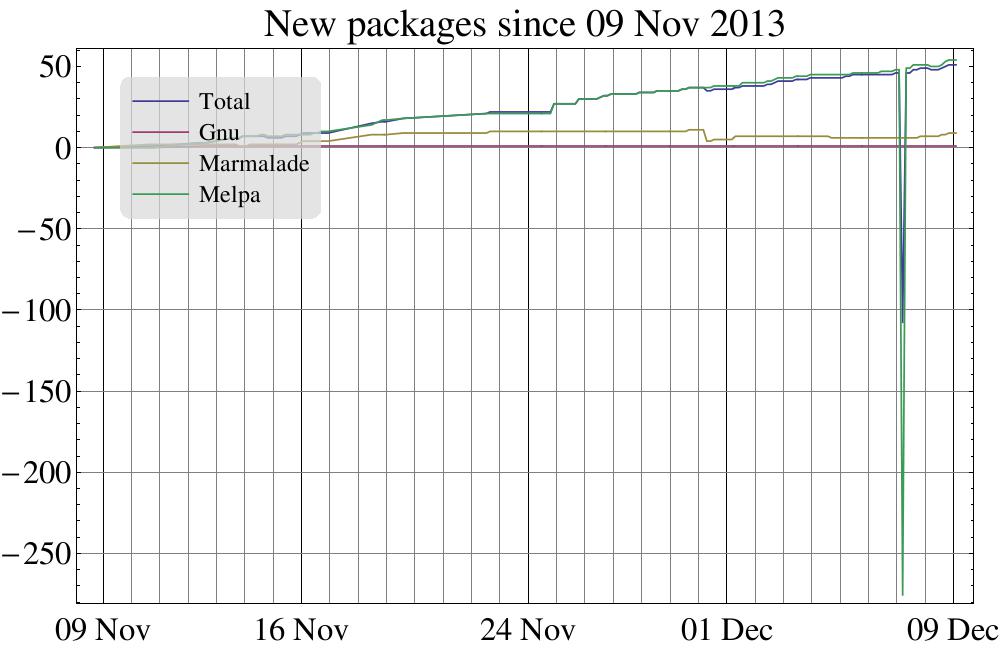 New packages since 09 Nov 2013
50
0
−50
−100
−150
−200
−250
Total
Gnu
Marmalade
Melpa
09 Nov 16 Nov 24 Nov 01 Dec 09 Dec